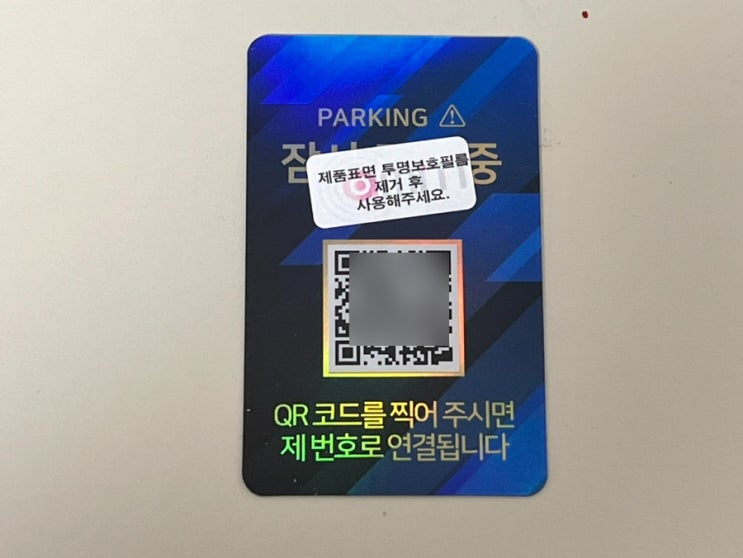 PARKING
잠
중
제품표면 투명보호필름
제거 후
사용해주세요.
QR 코드를 찍어 주시면
제 번호로 연결됩니다